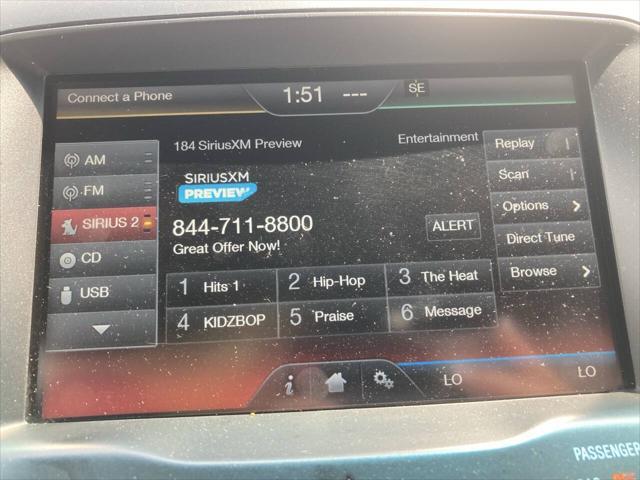 Connect a Phone 1:51 --- SE
184 SiriusXM Preview Entertainment
AM
FM
SIRIUS 2
CD
USB
SIRIUSXM
PREVIEW
844-711-8800
Great Offer Now!
ALERT
1 Hits 1 2 Hip-Hop 3 The Heat
4 KIDZBOP 5 Praise 6 Message
Replay
Scan
Options
Direct Tune
Browse
i LO LO
PASSENGER